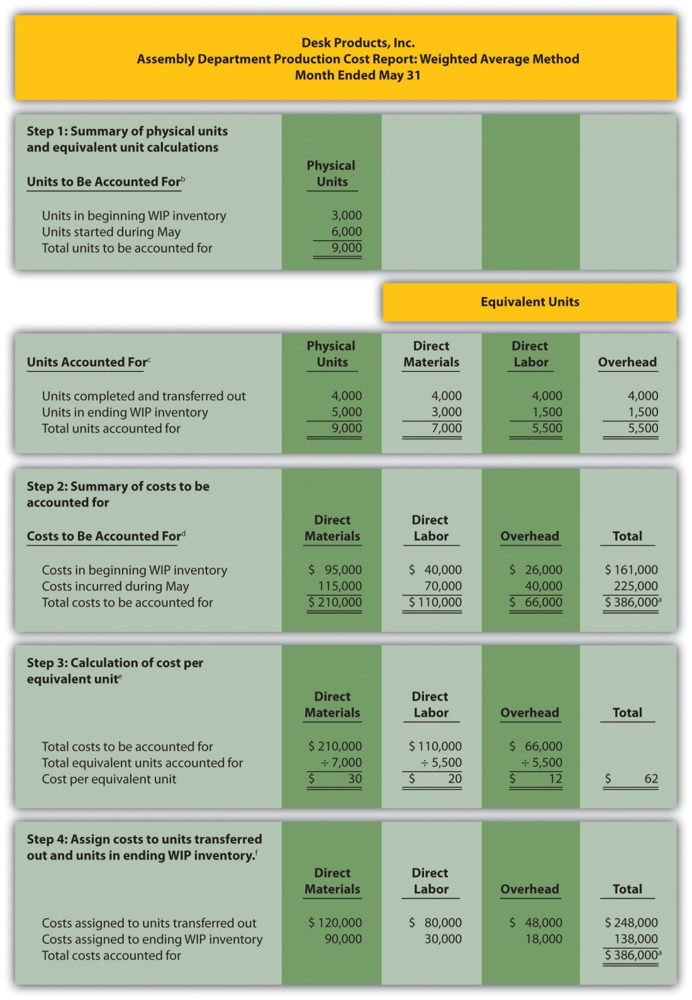 Desk Products, Inc.
Assembly Department Production Cost Report: Weighted Average Method
Month Ended May 31
Step 1: Summary of physical units
and equivalent unit calculations
Physical
Units to Be Accounted Forᵇ Units
Units in beginning WIP inventory 3,000
Units started during May 6,000
Total units to be accounted for 9,000
Equivalent Units
Physical Direct Direct
Units Accounted Forᶜ Units Materials Labor Overhead
Units completed and transferred out 4,000 4,000 4,000 4,000
Units in ending WIP inventory 5,000 3,000 1,500 1,500
Total units accounted for 9,000 7,000 5,500 5,500
Step 2: Summary of costs to be
accounted for
Direct Direct
Costs to Be Accounted Forᵈ Materials Labor Overhead Total
Costs in beginning WIP inventory $ 95,000 $ 40,000 $ 26,000 $ 161,000
Costs incurred during May 115,000 70,000 40,000 225,000
Total costs to be accounted for $ 210,000 $ 110,000 $ 66,000 $ 386,000ᵃ
Step 3: Calculation of cost per
equivalent unitᵉ
Direct Direct
Materials Labor Overhead Total
Total costs to be accounted for $ 210,000 $ 110,000 $ 66,000
Total equivalent units accounted for ÷ 7,000 ÷ 5,500 ÷ 5,500
Cost per equivalent unit $ 30 $ 20 $ 12 $ 62
Step 4: Assign costs to units transferred
out and units in ending WIP inventory.ᶠ
Direct Direct
Materials Labor Overhead Total
Costs assigned to units transferred out $ 120,000 $ 80,000 $ 48,000 $ 248,000
Costs assigned to ending WIP inventory 90,000 30,000 18,000 138,000
Total costs accounted for $ 386,000ᵃ